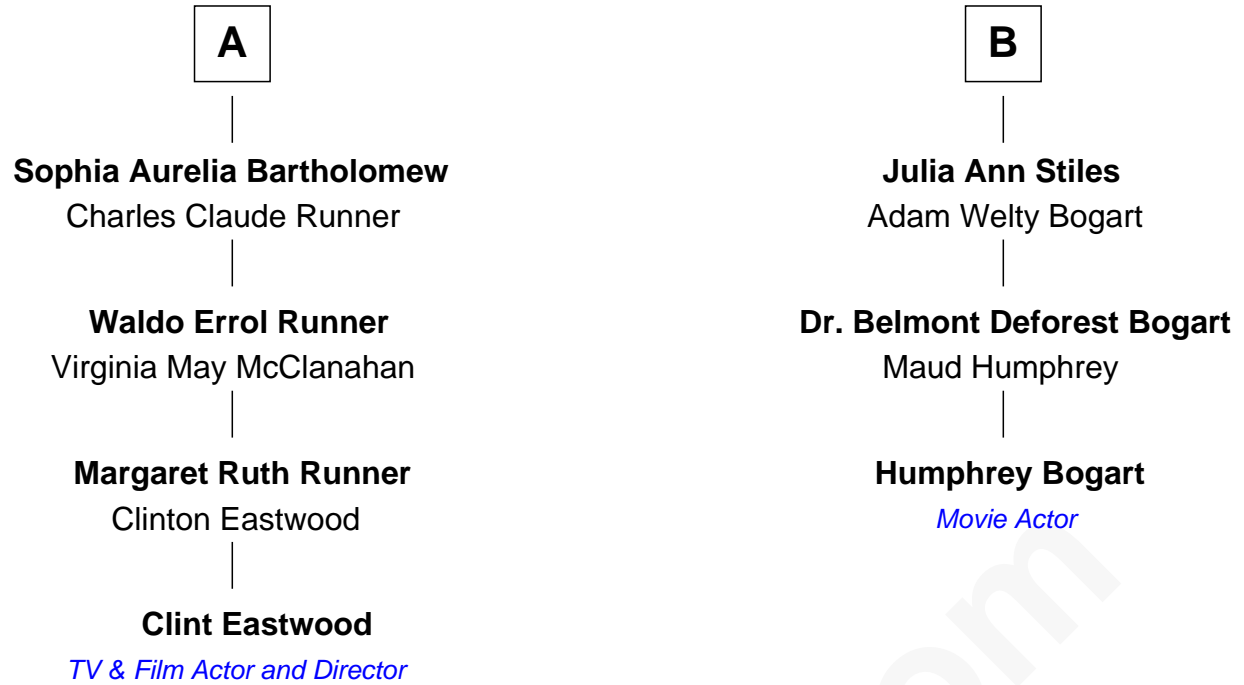 A
Sophia Aurelia Bartholomew
Charles Claude Runner
Waldo Errol Runner
Virginia May McClanahan
Margaret Ruth Runner
Clinton Eastwood
Clint Eastwood
TV & Film Actor and Director
B
Julia Ann Stiles
Adam Welty Bogart
Dr. Belmont Deforest Bogart
Maud Humphrey
Humphrey Bogart
Movie Actor
om